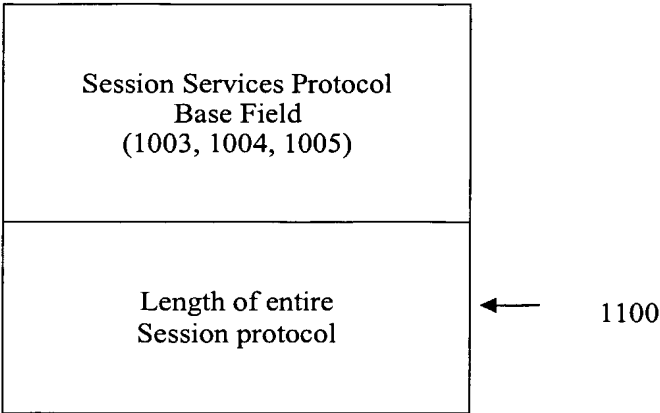 Session Services Protocol
Base Field
(1003, 1004, 1005)
Length of entire
Session protocol
1100